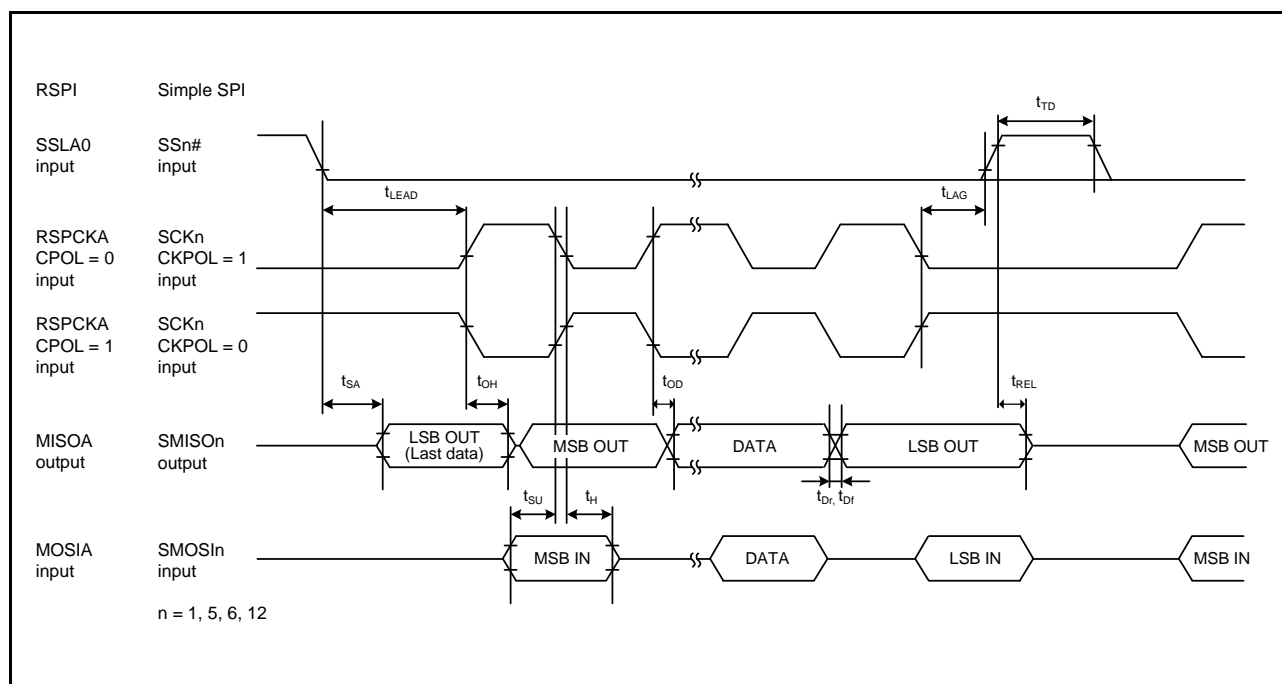 RSPI Simple SPI
t_TD
SSLA0 SSn#
input input
t_LEAD t_LAG
RSPCKA SCKn
CPOL = 0 CKPOL = 1
input input
RSPCKA SCKn
CPOL = 1 CKPOL = 0
input input
t_SA t_OH t_OD t_REL
MISOA SMISOn
output output
LSB OUT
(Last data)
MSB OUT DATA LSB OUT MSB OUT
t_SU t_H t_Dr, t_Df
MOSIA SMOSIn
input input
MSB IN DATA LSB IN MSB IN
n = 1, 5, 6, 12